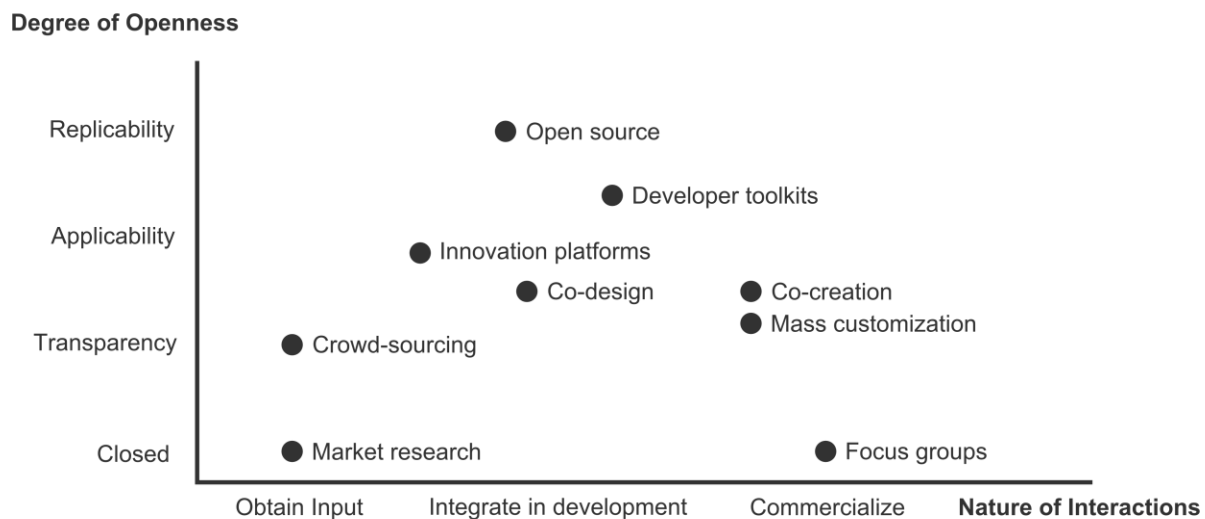 Degree of Openness
Replicability
Open source
Developer toolkits
Applicability
Innovation platforms
Co-design
Co-creation
Mass customization
Transparency
Crowd-sourcing
Closed
Market research
Focus groups
Obtain Input
Integrate in development
Commercialize
Nature of Interactions